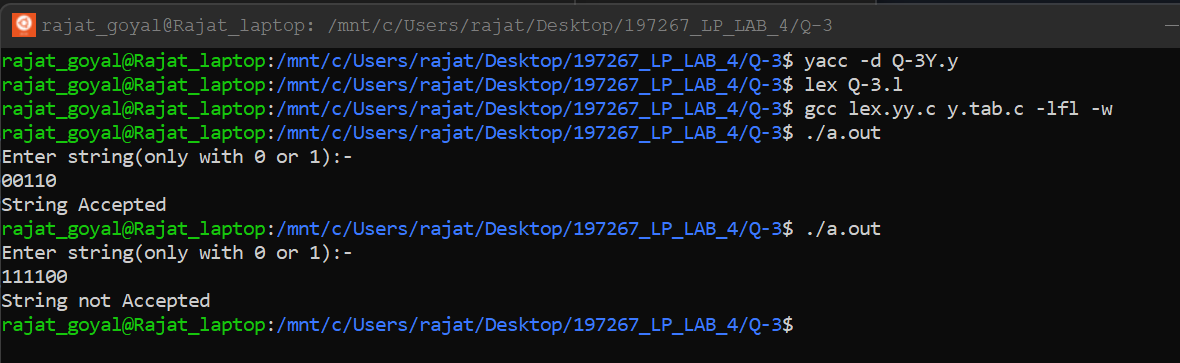 rajat_goyal@Rajat_laptop: /mnt/c/Users/rajat/Desktop/197267_LP_LAB_4/Q-3
rajat_goyal@Rajat_laptop:/mnt/c/Users/rajat/Desktop/197267_LP_LAB_4/Q-3$ yacc -d Q-3Y.y
rajat_goyal@Rajat_laptop:/mnt/c/Users/rajat/Desktop/197267_LP_LAB_4/Q-3$ lex Q-3.l
rajat_goyal@Rajat_laptop:/mnt/c/Users/rajat/Desktop/197267_LP_LAB_4/Q-3$ gcc lex.yy.c y.tab.c -lfl -w
rajat_goyal@Rajat_laptop:/mnt/c/Users/rajat/Desktop/197267_LP_LAB_4/Q-3$ ./a.out
Enter string(only with 0 or 1):-
00110
String Accepted
rajat_goyal@Rajat_laptop:/mnt/c/Users/rajat/Desktop/197267_LP_LAB_4/Q-3$ ./a.out
Enter string(only with 0 or 1):-
111100
String not Accepted
rajat_goyal@Rajat_laptop:/mnt/c/Users/rajat/Desktop/197267_LP_LAB_4/Q-3$